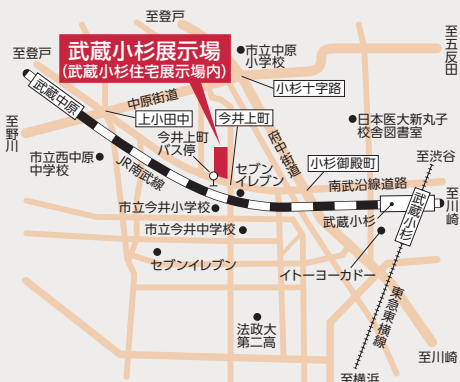 至登戸
至登戸
至五反田
武蔵小杉展示場
(武蔵小杉住宅展示場内)
市立中原
小学校
小杉十字路
武蔵中原
中原街道
上小田中
今井上町
今井上町
バス停
府中街道
日本医大新丸子
校舎図書室
至野川
市立西中原
中学校
JR南武線
セブン
イレブン
小杉御殿町
至渋谷
南武沿線道路
至川崎
市立今井小学校
武蔵小杉
武蔵小杉
市立今井中学校
セブンイレブン
イトーヨーカドー
法政大
第二高
東急東横線
至川崎
至横浜